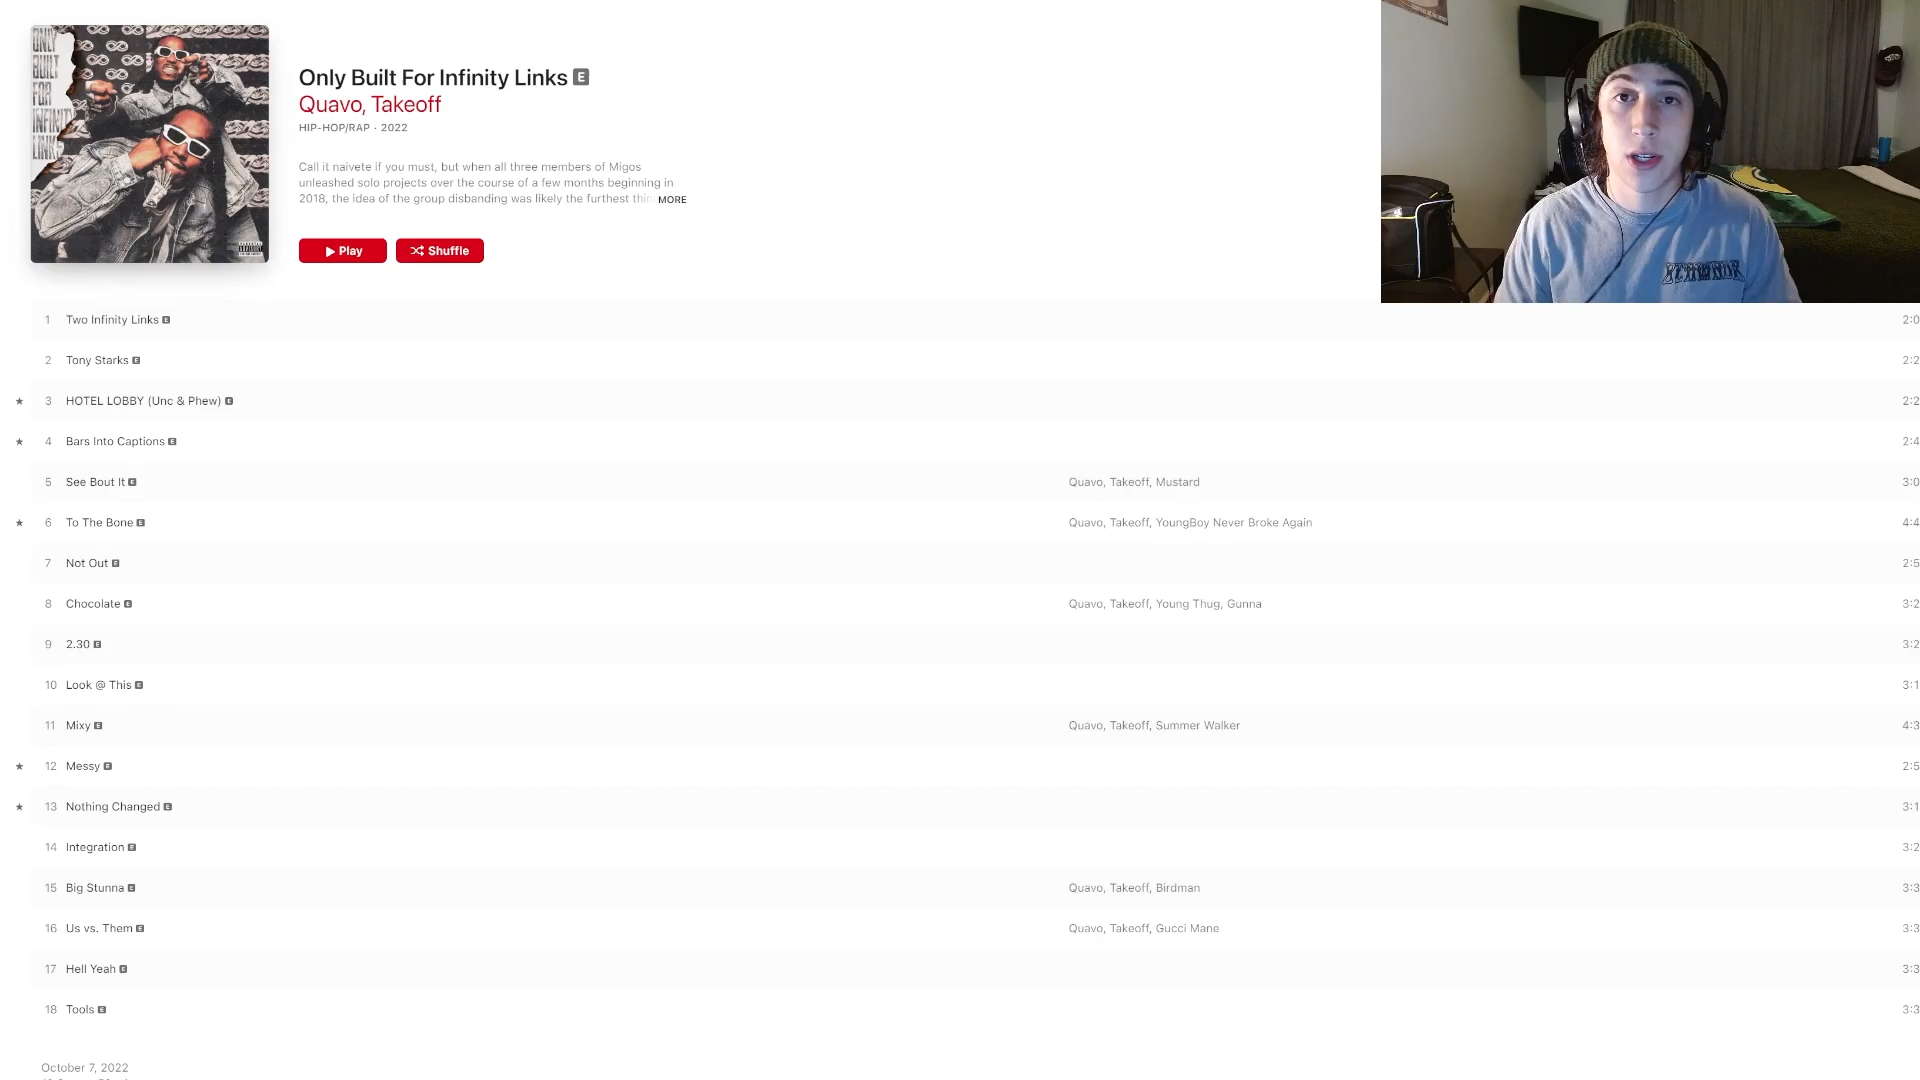 ONLY
BUILT
FOR
INFINITY
LINKS
Only Built For Infinity Links E
Quavo, Takeoff
HIP-HOP/RAP · 2022
Call it naivete if you must, but when all three members of Migos
unleashed solo projects over the course of a few months beginning in
2018, the idea of the group disbanding was likely the furthest thin MORE
Play
Shuffle
1 Two Infinity Links E 2:0
2 Tony Starks E 2:2
★ 3 HOTEL LOBBY (Unc & Phew) E 2:2
★ 4 Bars Into Captions E 2:4
5 See Bout It E Quavo, Takeoff, Mustard 3:0
★ 6 To The Bone E Quavo, Takeoff, YoungBoy Never Broke Again 4:4
7 Not Out E 2:5
8 Chocolate E Quavo, Takeoff, Young Thug, Gunna 3:2
9 2.30 E 3:2
10 Look @ This E 3:1
11 Mixy E Quavo, Takeoff, Summer Walker 4:3
★ 12 Messy E 2:5
★ 13 Nothing Changed E 3:1
14 Integration E 3:2
15 Big Stunna E Quavo, Takeoff, Birdman 3:3
16 Us vs. Them E Quavo, Takeoff, Gucci Mane 3:3
17 Hell Yeah E 3:3
18 Tools E 3:3
October 7, 2022